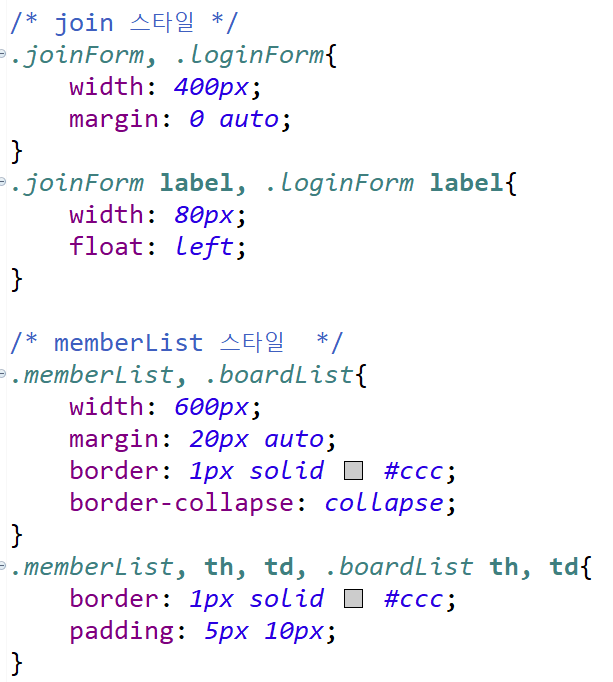 /* join 스타일 */
.joinForm, .loginForm{
    width: 400px;
    margin: 0 auto;
}
.joinForm label, .loginForm label{
    width: 80px;
    float: left;
}

/* memberList 스타일  */
.memberList, .boardList{
    width: 600px;
    margin: 20px auto;
    border: 1px solid #ccc;
    border-collapse: collapse;
}
.memberList, th, td, .boardList th, td{
    border: 1px solid #ccc;
    padding: 5px 10px;
}